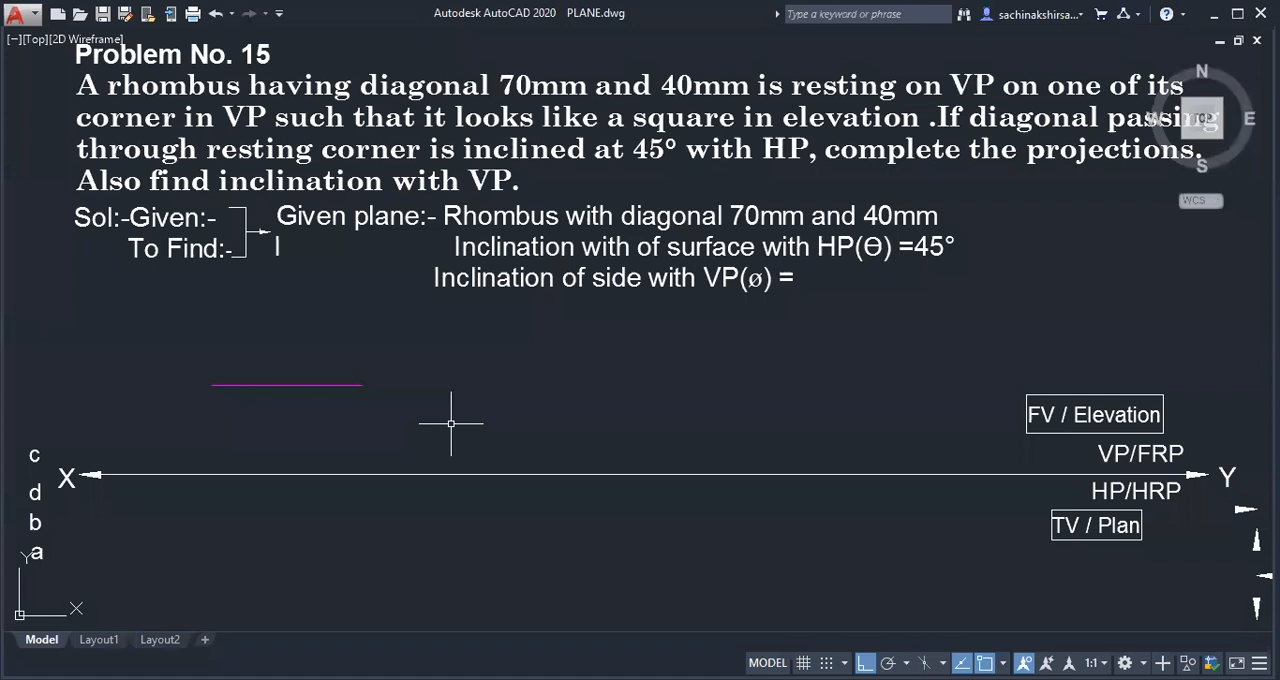 Autodesk AutoCAD 2020 PLANE.dwg
Type a keyword or phrase
sachinakshirsa...
[−][Top][2D Wireframe]
Problem No. 15
A rhombus having diagonal 70mm and 40mm is resting on VP on one of its
corner in VP such that it looks like a square in elevation .If diagonal passing
through resting corner is inclined at 45° with HP, complete the projections.
Also find inclination with VP.
N
W TOP E
S
WCS
Sol:-Given:-
To Find:-
Given plane:- Rhombus with diagonal 70mm and 40mm
I Inclination with of surface with HP(Ө) =45°
Inclination of side with VP(ø) =
FV / Elevation
VP/FRP
c
X
Y
d
HP/HRP
b
TV / Plan
a
Y
X
Model Layout1 Layout2 +
MODEL 1:1